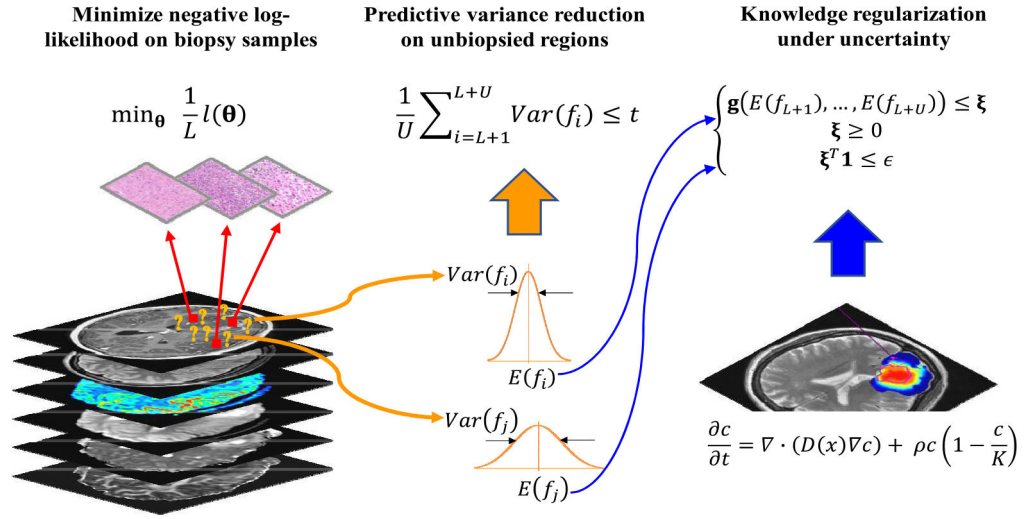 Minimize negative log-
likelihood on biopsy samples
Predictive variance reduction
on unbiopsied regions
Knowledge regularization
under uncertainty
min_𝛉 1/L l(𝛉)
1/U ∑_{i=L+1}^{L+U} Var(f_i) ≤ t
{ 𝐠(E(f_{L+1}), …, E(f_{L+U})) ≤ 𝛏
𝛏 ≥ 0
𝛏^T 𝟏 ≤ ϵ
Var(f_i)
? ? ? ? ? ? ?
E(f_i)
Var(f_j)
E(f_j)
∂c/∂t = ∇ · (D(x)∇c) + ρc (1 − c/K)